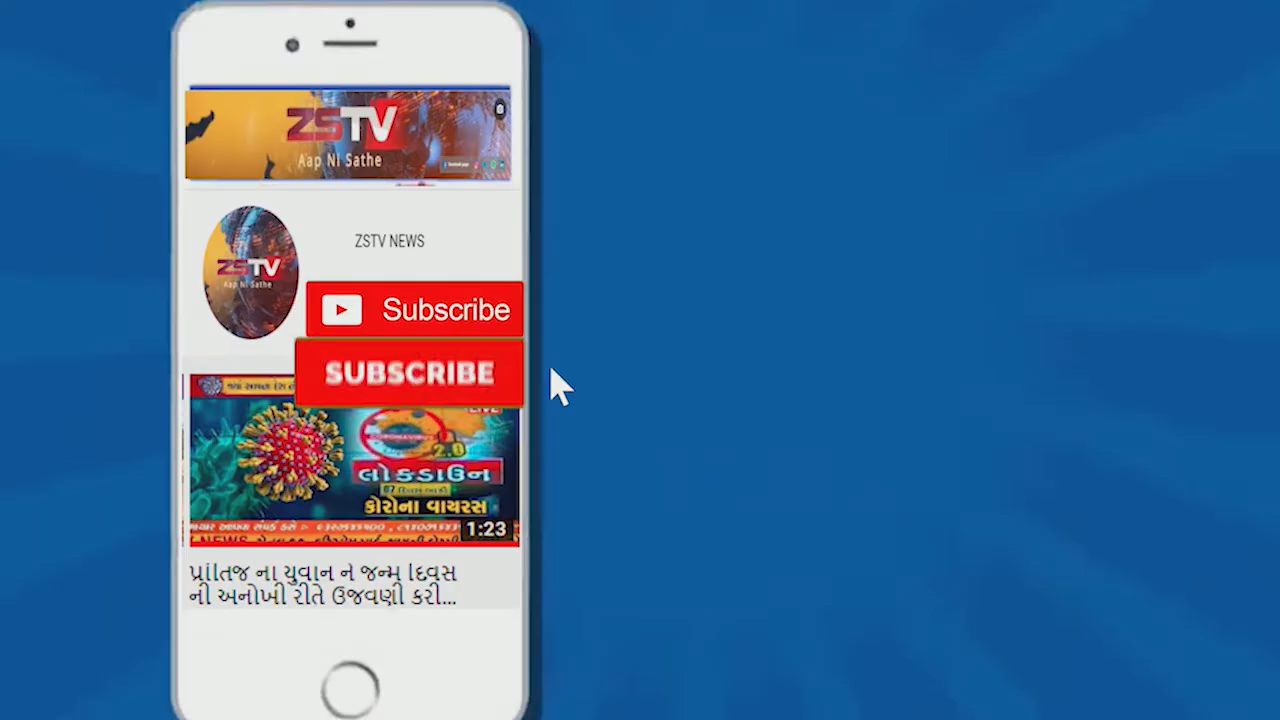 ZSTV
Aap Ni Sathe
ZSTV NEWS
ZSTV
Aap Ni Sathe
Subscribe
SUBSCRIBE
CORONAVIRUS
2.0
લોકડાઉન
કોરોના વાયરસ
1:23
પ્રાંતિજ ના યુવાન ને જન્મ દિવસ
ની અનોખી રીતે ઉજવણી કરી...